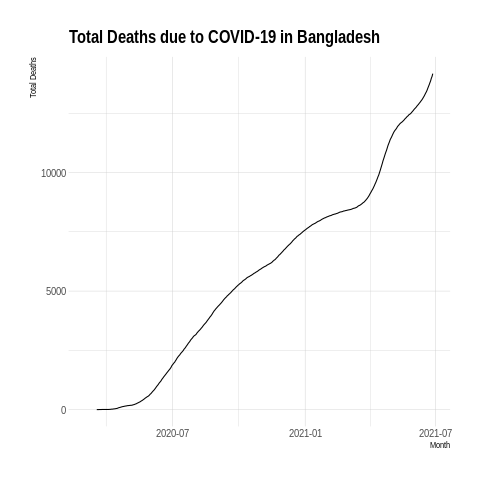 Total Deaths due to COVID-19 in Bangladesh
Total Deaths
10000
5000
0
2020-07 2021-01 2021-07
Month